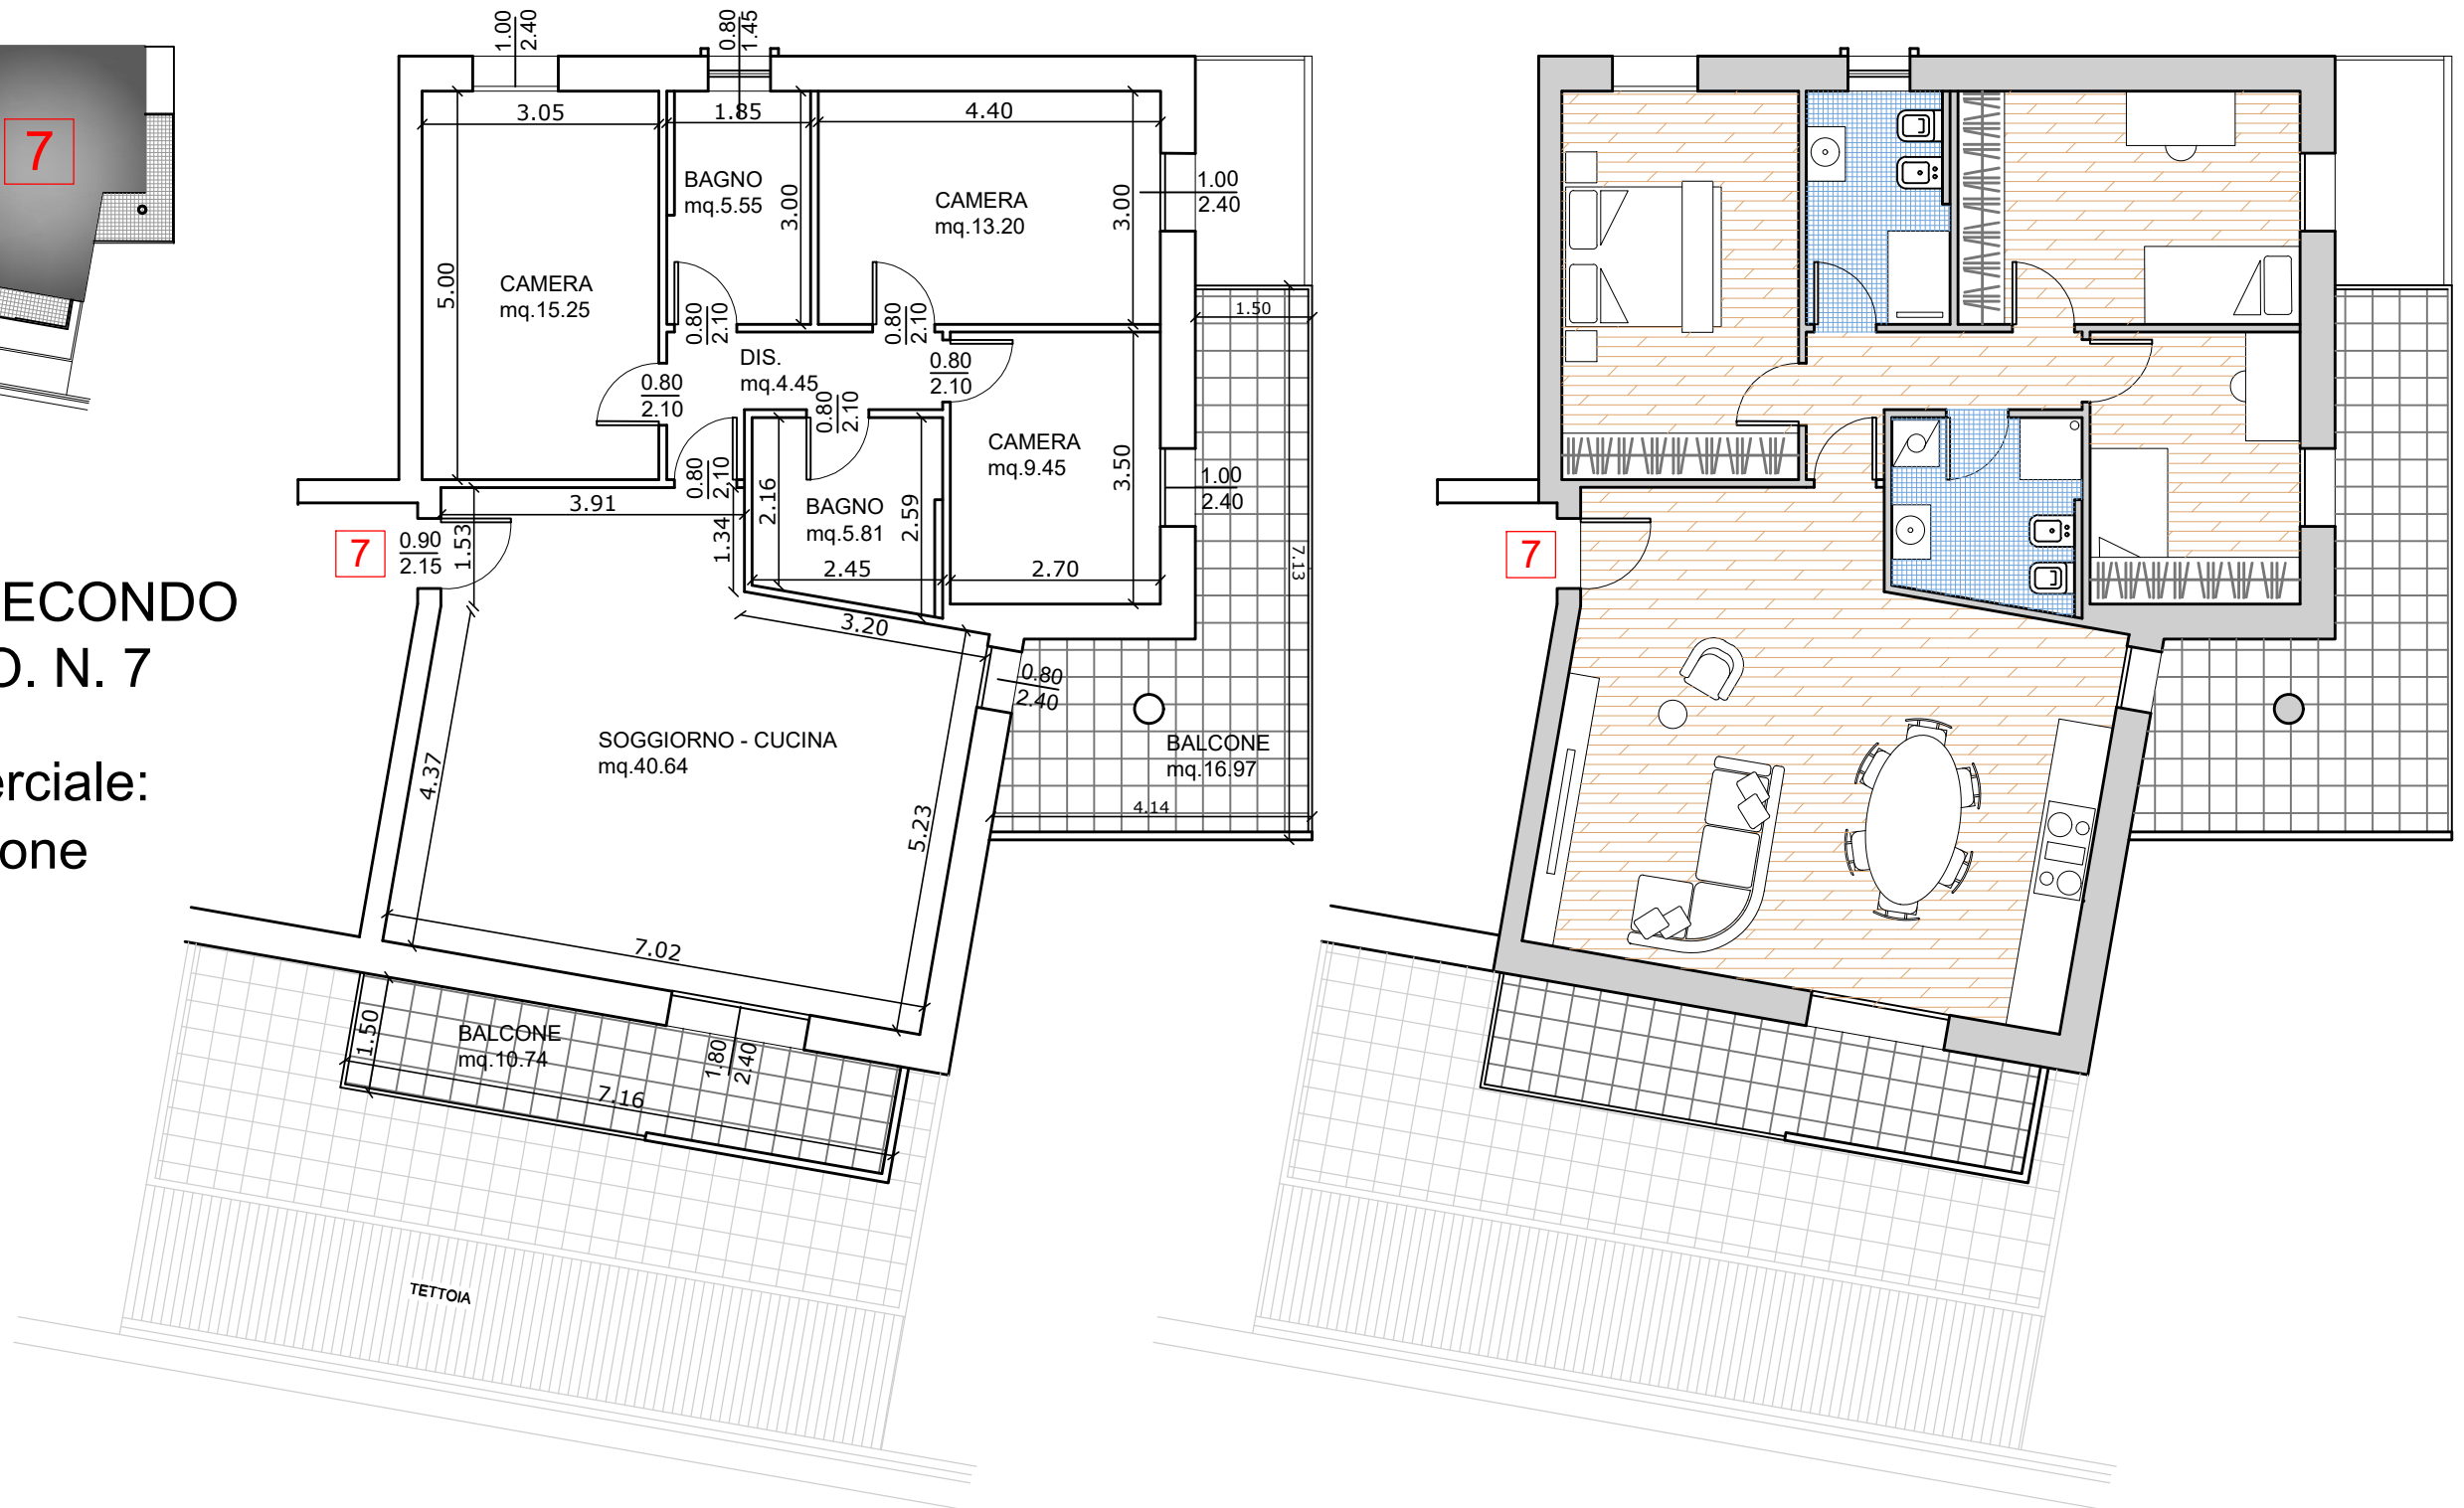 7
ECONDO
O. N. 7
erciale:
one
1.00
2.40
0.80
1.45
3.05
1.85
4.40
BAGNO
mq.5.55
3.00
CAMERA
mq.13.20
3.00
1.00
2.40
5.00
CAMERA
mq.15.25
0.80
2.10
0.80
2.10
1.50
DIS.
mq.4.45
0.80
2.10
0.80
2.10
0.80
2.10
CAMERA
mq.9.45
3.50
1.00
2.40
0.80
2.10
3.91
2.16
BAGNO
mq.5.81
2.59
7
0.90
2.15
1.53
1.34
2.45
2.70
7.13
3.20
0.80
2.40
SOGGIORNO - CUCINA
mq.40.64
BALCONE
mq.16.97
4.37
5.23
4.14
7.02
1.50
BALCONE
mq.10.74
1.80
2.40
7.16
TETTOIA
7